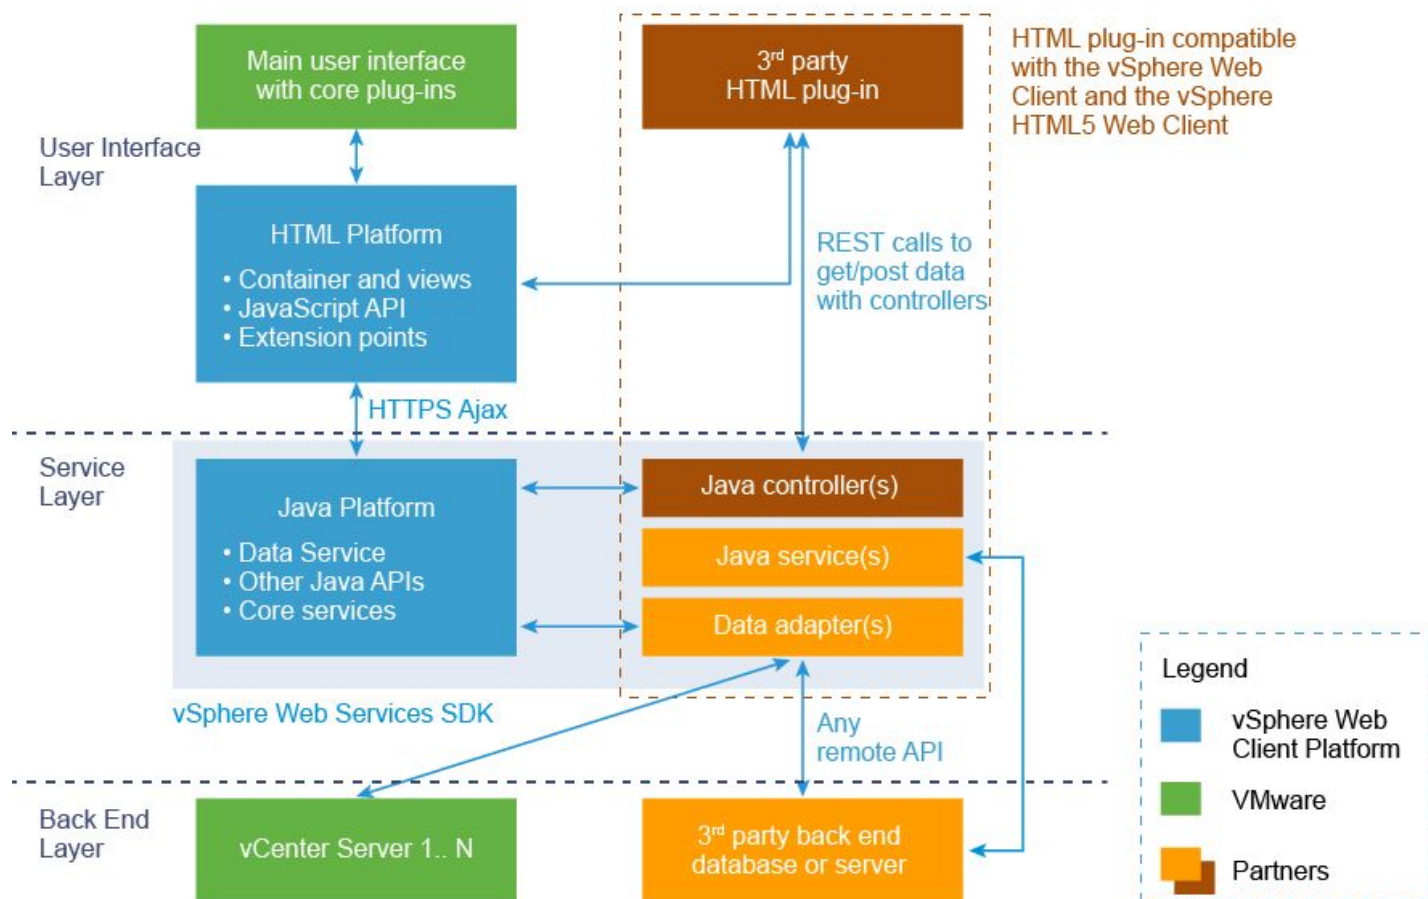 Main user interface
with core plug-ins
3rd party
HTML plug-in
HTML plug-in compatible
with the vSphere Web
Client and the vSphere
HTML5 Web Client
User Interface
Layer
HTML Platform
• Container and views
• JavaScript API
• Extension points
REST calls to
get/post data
with controllers
HTTPS Ajax
Service
Layer
Java Platform
• Data Service
• Other Java APIs
• Core services
Java controller(s)
Java service(s)
Data adapter(s)
vSphere Web Services SDK
Any
remote API
Back End
Layer
vCenter Server 1.. N
3rd party back end
database or server
Legend
vSphere Web
Client Platform
VMware
Partners